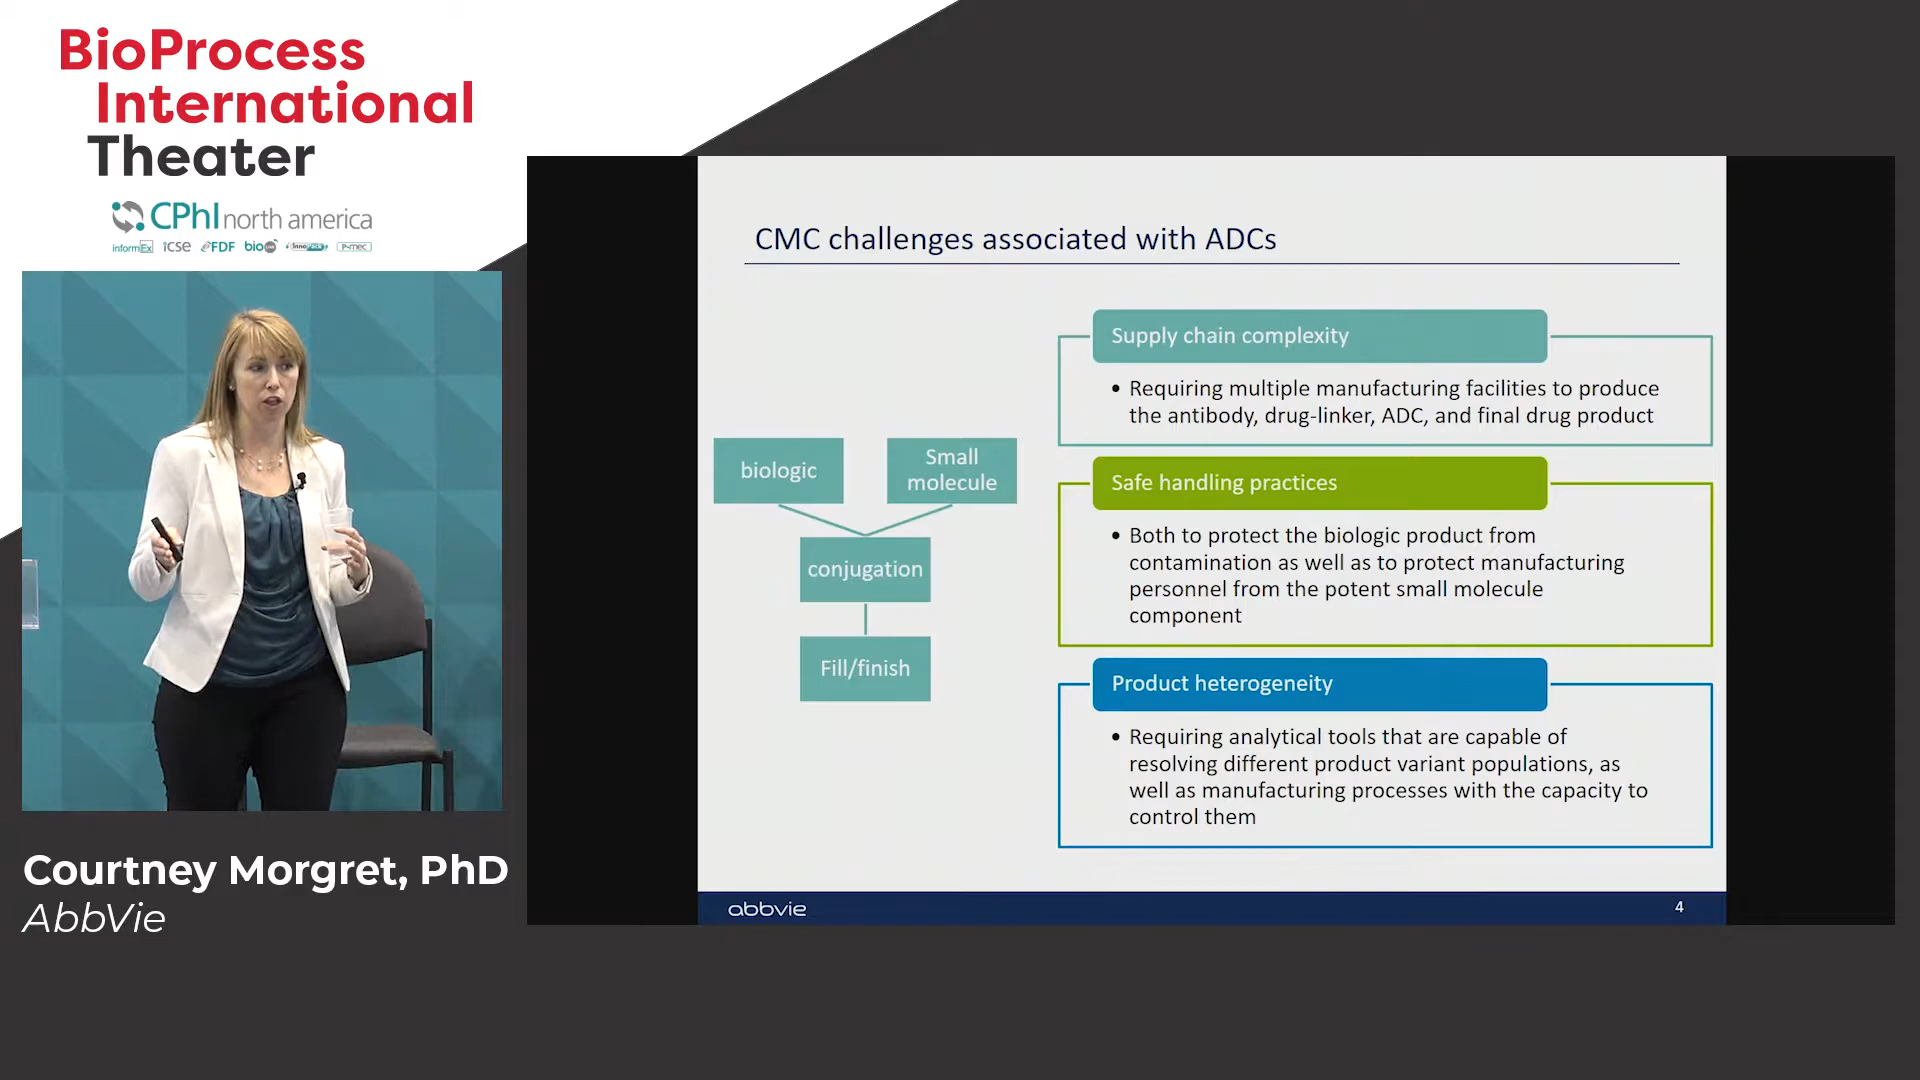 BioProcess
International
Theater
CPhI north america
informEx icse FDF bio InnoPack P-mec
Courtney Morgret, PhD
AbbVie
CMC challenges associated with ADCs
biologic
Small
molecule
conjugation
Fill/finish
Supply chain complexity
• Requiring multiple manufacturing facilities to produce
the antibody, drug-linker, ADC, and final drug product
Safe handling practices
• Both to protect the biologic product from
contamination as well as to protect manufacturing
personnel from the potent small molecule
component
Product heterogeneity
• Requiring analytical tools that are capable of
resolving different product variant populations, as
well as manufacturing processes with the capacity to
control them
abbvie
4